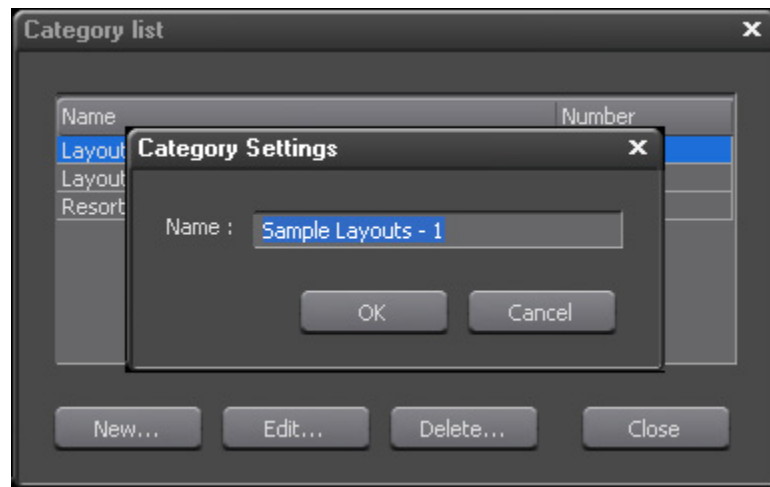 Category list
Name Number
Layout
Layout
Resort
Category Settings
Name :
Sample Layouts - 1
OK Cancel
New... Edit... Delete... Close